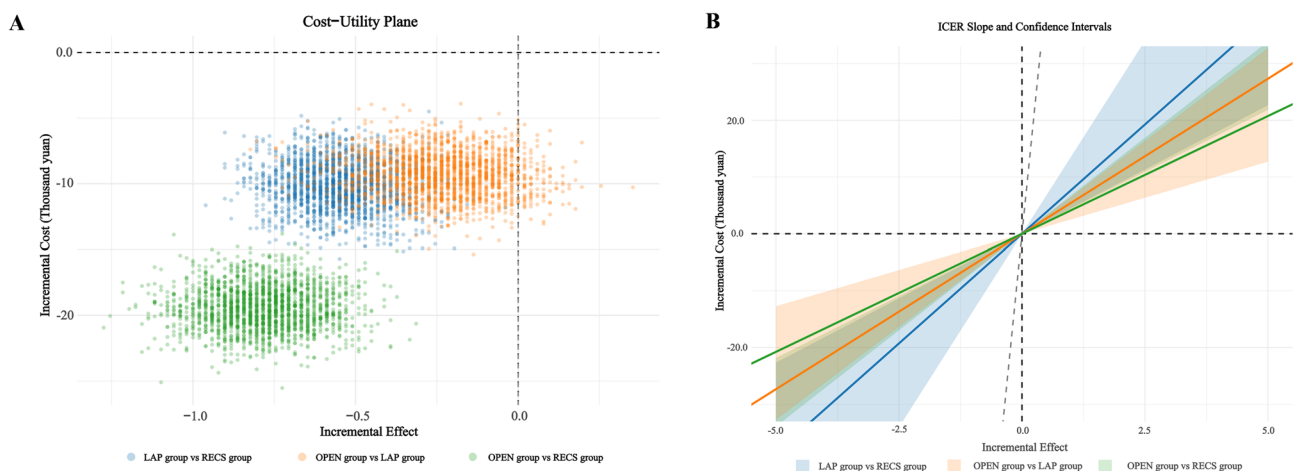 A
Cost−Utility Plane
Incremental Cost (Thousand yuan)
0.0
−10
−20
−1.0
−0.5
0.0
Incremental Effect
LAP group vs RECS group
OPEN group vs LAP group
OPEN group vs RECS group
B
ICER Slope and Confidence Intervals
Incremental Cost (Thousand yuan)
20.0
0.0
-20.0
-5.0
-2.5
0.0
2.5
5.0
Incremental Effect
LAP group vs RECS group
OPEN group vs LAP group
OPEN group vs RECS group